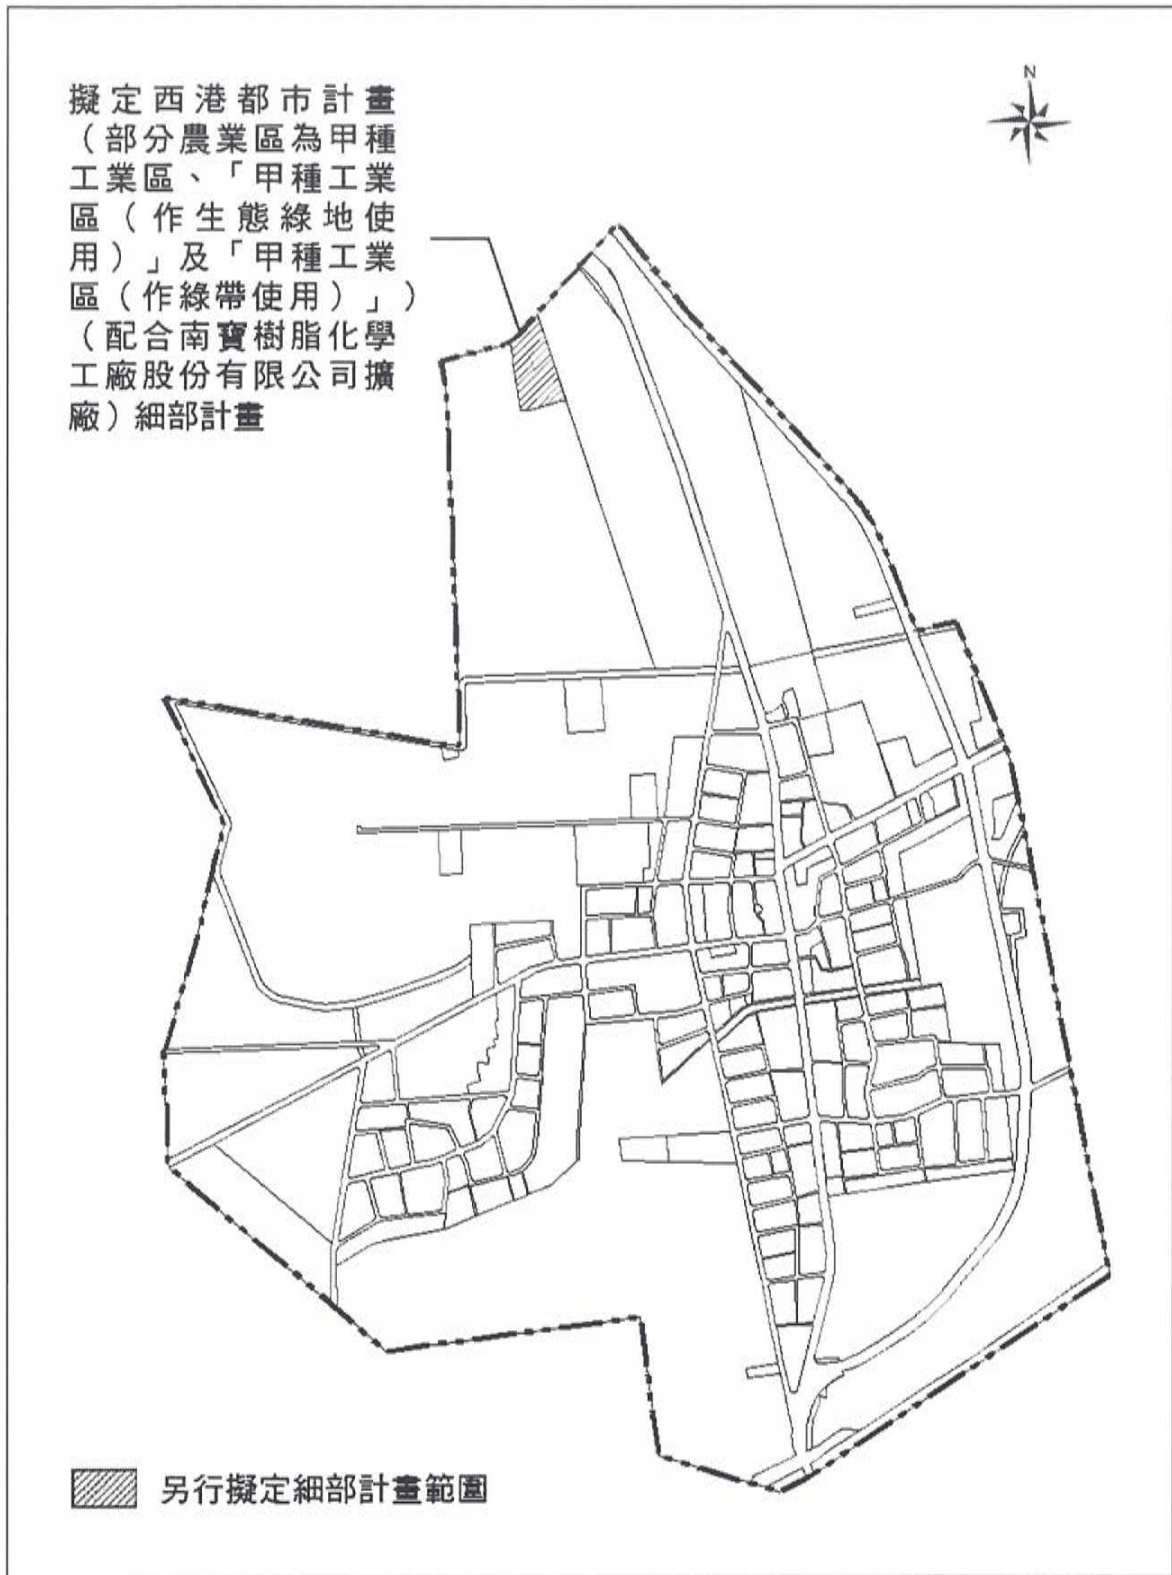 擬定西港都市計畫
（部分農業區為甲種
工業區、「甲種工業
區（作生態綠地使
用）」及「甲種工業
區（作綠帶使用）」）
（配合南寶樹脂化學
工廠股份有限公司擴
廠）細部計畫
N
另行擬定細部計畫範圍